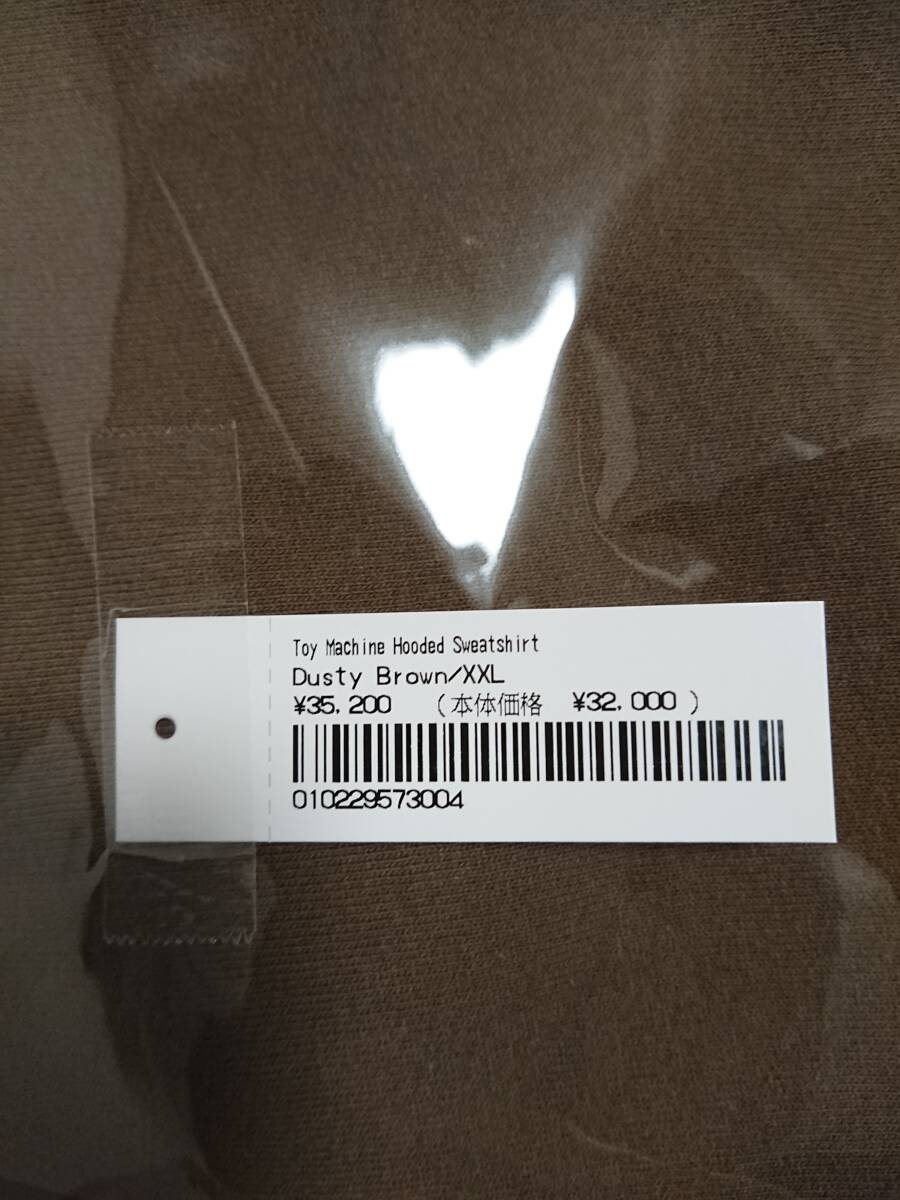 Toy Machine Hooded Sweatshirt
Dusty Brown/XXL
¥35,200 (本体価格 ¥32,000 )
010229573004